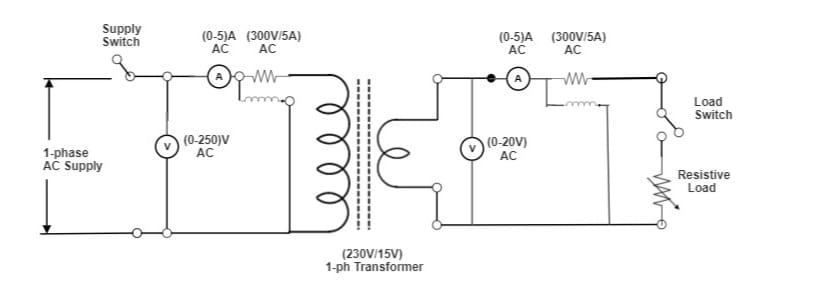 Supply
Switch
(0-5)A (300V/5A)
AC AC
(0-5)A (300V/5A)
AC AC
A
A
Load
Switch
V
(0-250)V
AC
V
(0-20V)
AC
1-phase
AC Supply
Resistive
Load
(230V/15V)
1-ph Transformer